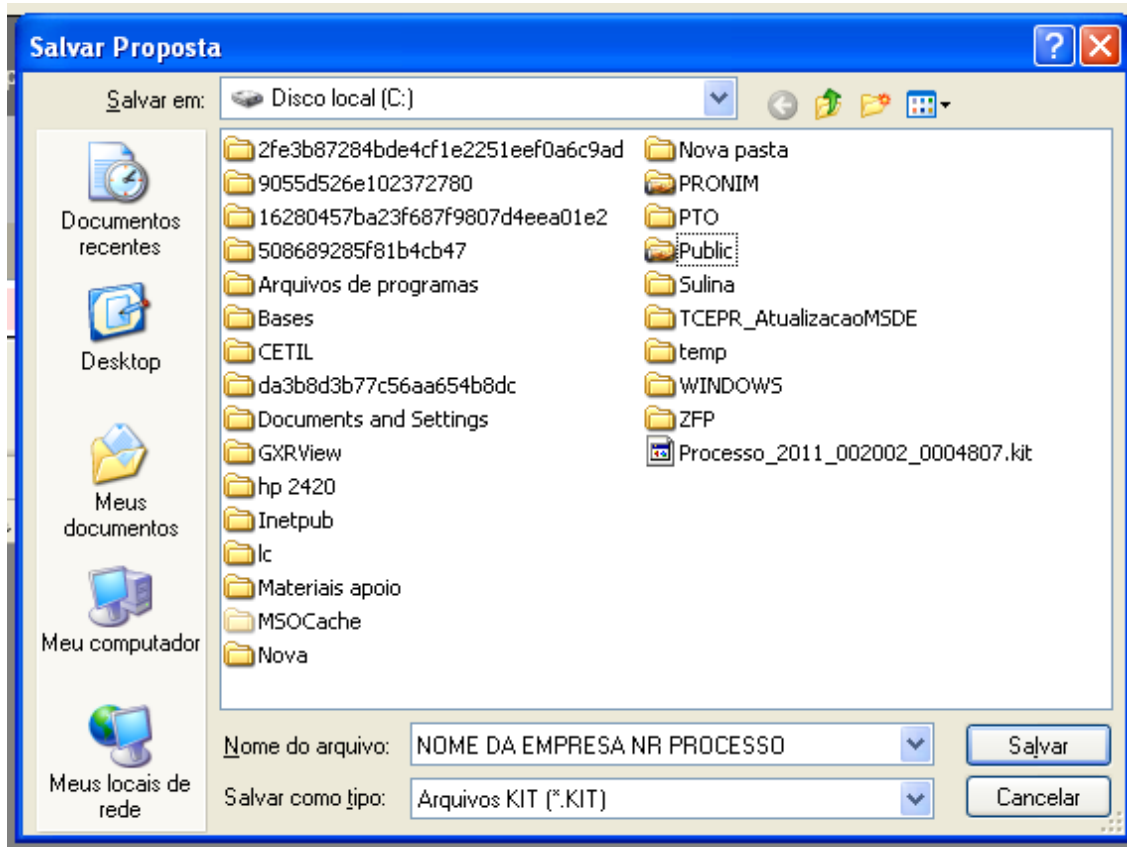 Salvar Proposta
Salvar em:
Disco local (C:)
Documentos
recentes
Desktop
Meus
documentos
Meu computador
Meus locais de
rede
2fe3b87284bde4cf1e2251eef0a6c9ad
9055d526e102372780
16280457ba23f687f9807d4eea01e2
508689285f81b4cb47
Arquivos de programas
Bases
CETIL
da3b8d3b77c56aa654b8dc
Documents and Settings
GXRView
hp 2420
Inetpub
lc
Materiais apoio
MSOCache
Nova
Nova pasta
PRONIM
PTO
Public
Sulina
TCEPR_AtualizacaoMSDE
temp
WINDOWS
ZFP
Processo_2011_002002_0004807.kit
Nome do arquivo:
NOME DA EMPRESA NR PROCESSO
Salvar
Salvar como tipo:
Arquivos KIT (*.KIT)
Cancelar